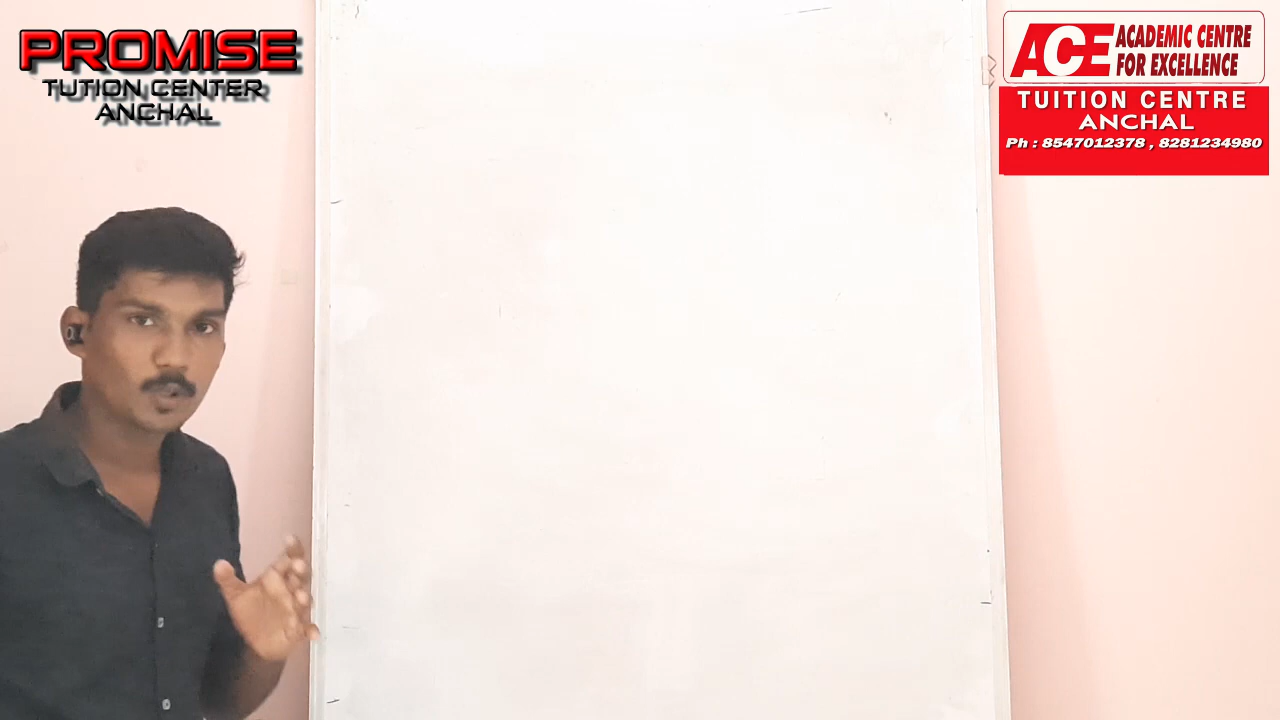 PROMISE
TUTION CENTER
ANCHAL
ACE ACADEMIC CENTRE
FOR EXCELLENCE
TUITION CENTRE
ANCHAL
Ph : 8547012378 , 8281234980